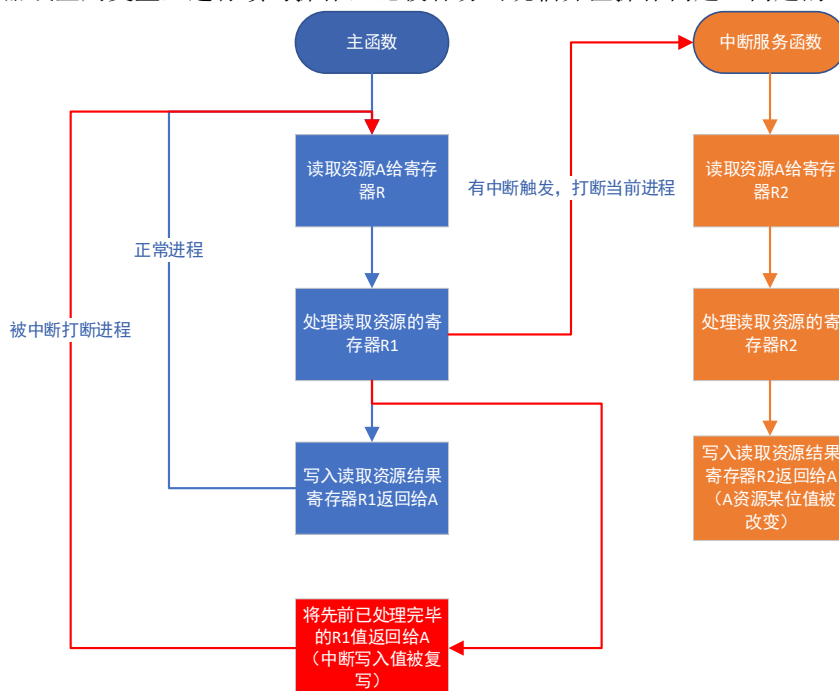 主函数
中断服务函数
读取资源A给寄存
器R
读取资源A给寄存
器R2
有中断触发，打断当前进程
正常进程
处理读取资源的寄
存器R1
处理读取资源的寄
存器R2
被中断打断进程
写入读取资源结果
寄存器R1返回给A
写入读取资源结果
寄存器R2返回给A
（A资源某位值被
改变）
将先前已处理完毕
的R1值返回给A
（中断写入值被复
写）